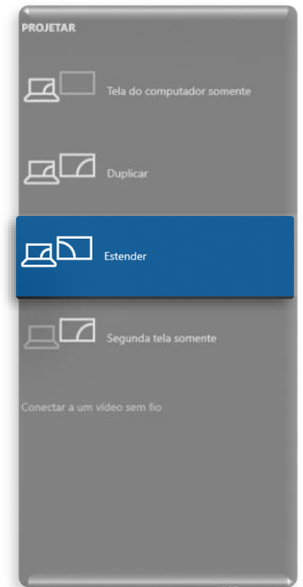 PROJETAR
Tela do computador somente
Duplicar
Estender
Segunda tela somente
Conectar a um vídeo sem fio